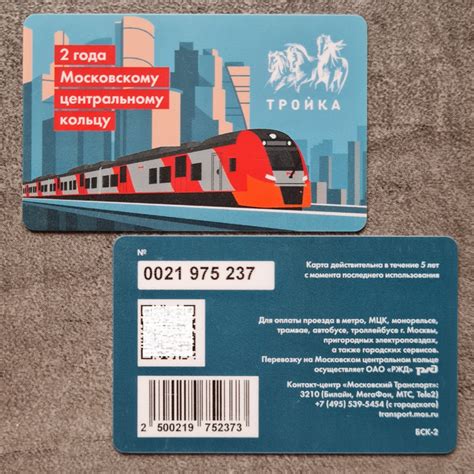 2 года
Московскому
центральному
кольцу
ТРОЙКА
№
0021 975 237
Карта действительна в течение 5 лет
с момента последнего использования
Для оплаты проезда в метро, МЦК, монорельсе,
трамвае, автобусе, троллейбусе г. Москвы,
пригородных электропоездах,
а также городских сервисов.
Перевозку на Московском центральном кольце
осуществляет ОАО «РЖД» РЖД
Контакт-центр «Московский Транспорт»:
3210 (Билайн, МегаФон, МТС, Tele2)
+7 (495) 539-5454 (с городского)
transport.mos.ru
2 500219 752373
БСК-2